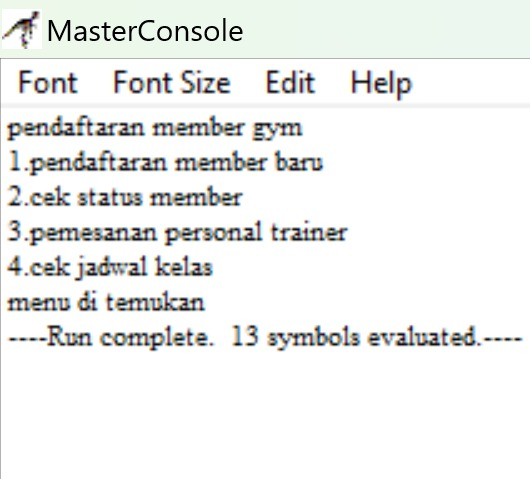 MasterConsole
Font Font Size Edit Help
pendaftaran member gym
1.pendaftaran member baru
2.cek status member
3.pemesanan personal trainer
4.cek jadwal kelas
menu di temukan
----Run complete.  13 symbols evaluated.----